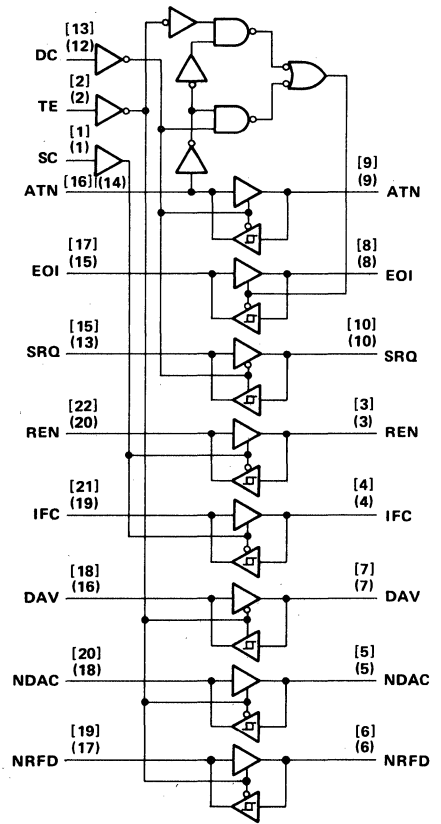 [13]
(12)
DC
[2]
TE (2)
[1]
SC (1)
ATN [16] (14) [9] (9) ATN
[17] [8]
EOI (15) (8) EOI
[15] [10]
SRQ (13) (10) SRQ
[22] [3]
REN (20) (3) REN
[21] [4]
IFC (19) (4) IFC
[18] [7]
DAV (16) (7) DAV
[20] [5]
NDAC (18) (5) NDAC
[19] [6]
NRFD (17) (6) NRFD